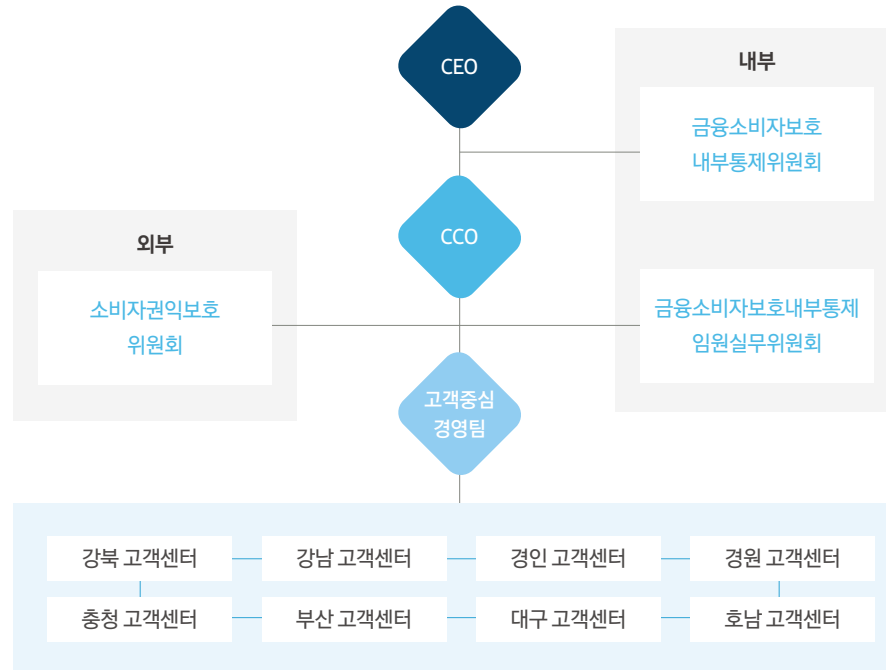 CEO
내부
금융소비자보호
내부통제위원회
CCO
외부
소비자권익보호
위원회
금융소비자보호내부통제
임원실무위원회
고객중심
경영팀
강북 고객센터
강남 고객센터
경인 고객센터
경원 고객센터
충청 고객센터
부산 고객센터
대구 고객센터
호남 고객센터